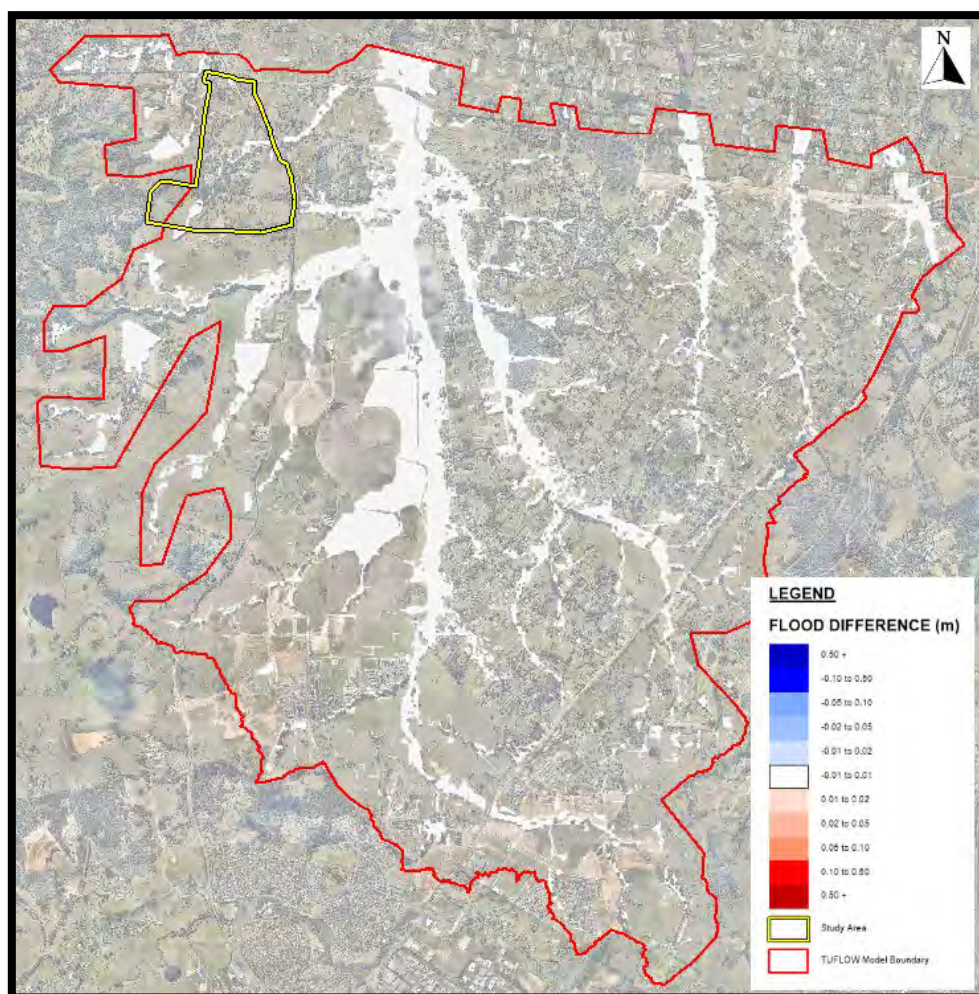 N
LEGEND
FLOOD DIFFERENCE (m)
0.50 +
-0.10 to 0.50
-0.05 to 0.10
-0.02 to 0.05
-0.01 to 0.02
-0.01 to 0.01
0.01 to 0.02
0.02 to 0.05
0.05 to 0.10
0.10 to 0.50
0.50 +
Study Area
TUFLOW Model Boundary